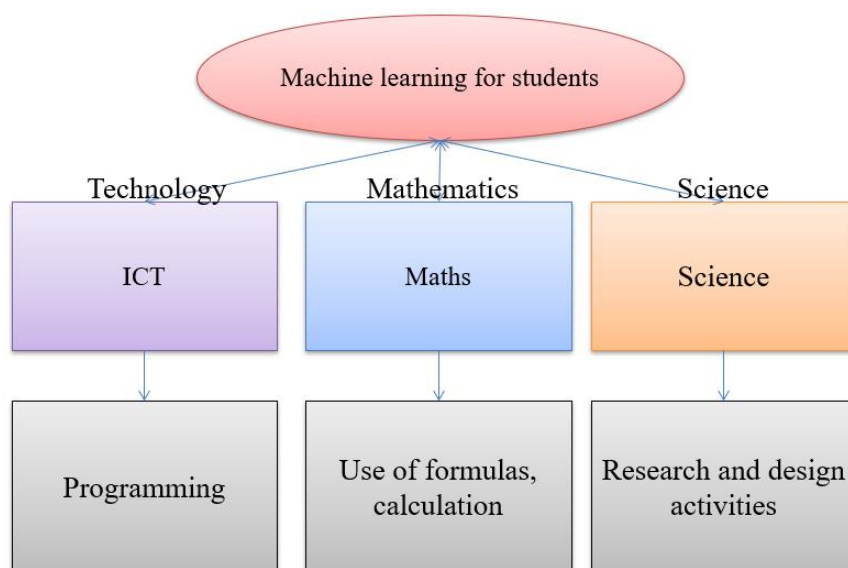 Machine learning for students
Technology
Mathematics
Science
ICT
Maths
Science
Programming
Use of formulas,
calculation
Research and design
activities